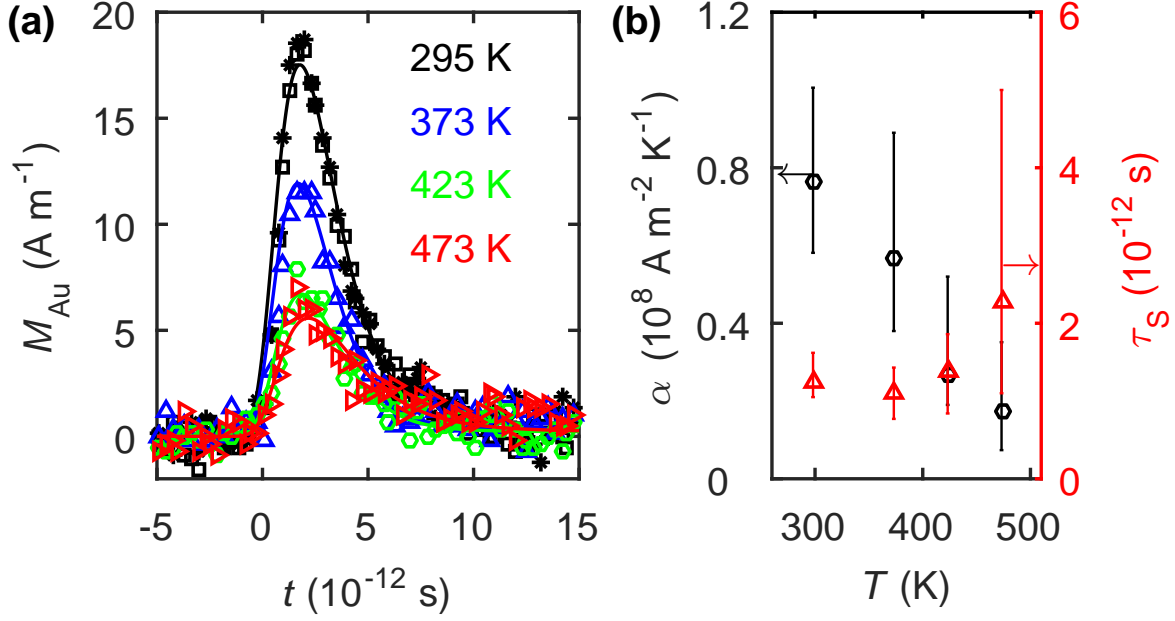 (a)
20
15
10
5
0
-5
0
5
10
15
M_Au (A m^-1)
t (10^-12 s)
295 K
373 K
423 K
473 K
(b)
1.2
0.8
0.4
0
6
4
2
0
300
400
500
α (10^8 A m^-2 K^-1)
τ_S (10^-12 s)
T (K)